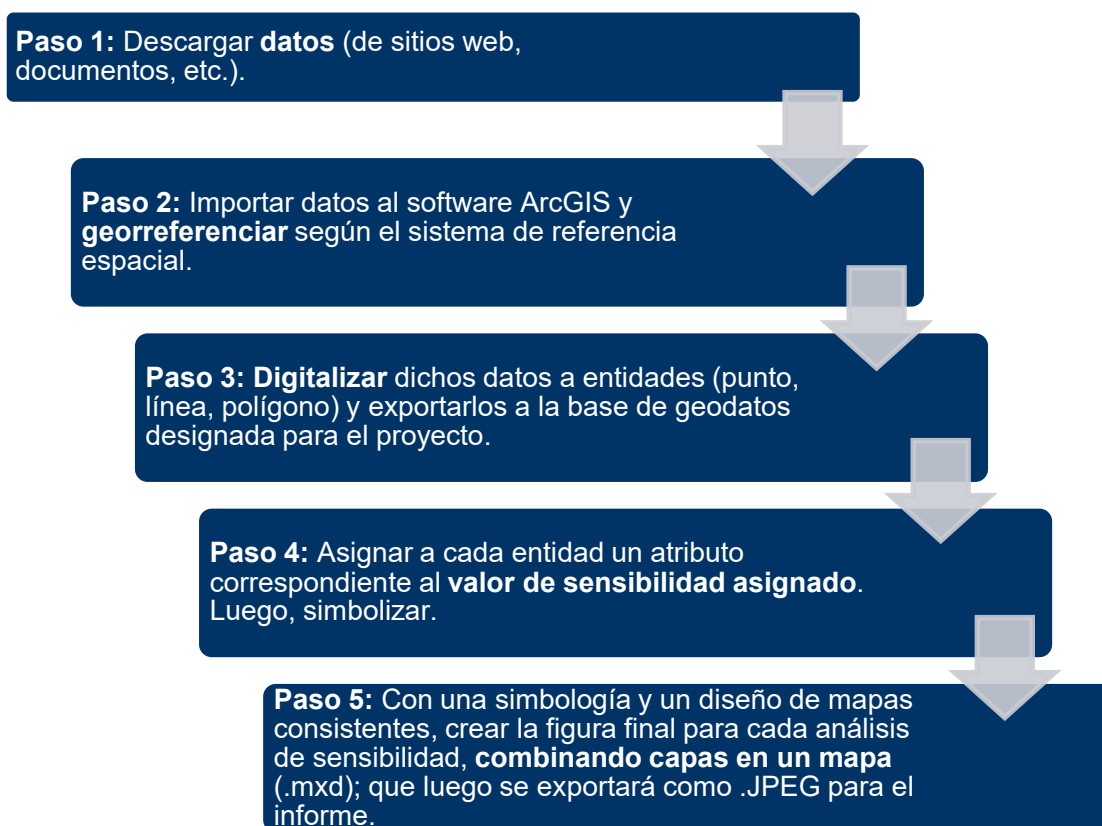 Paso 1: Descargar datos (de sitios web,
documentos, etc.).
Paso 2: Importar datos al software ArcGIS y
georreferenciar según el sistema de referencia
espacial.
Paso 3: Digitalizar dichos datos a entidades (punto,
línea, polígono) y exportarlos a la base de geodatos
designada para el proyecto.
Paso 4: Asignar a cada entidad un atributo
correspondiente al valor de sensibilidad asignado.
Luego, simbolizar.
Paso 5: Con una simbología y un diseño de mapas
consistentes, crear la figura final para cada análisis
de sensibilidad, combinando capas en un mapa
(.mxd); que luego se exportará como .JPEG para el
informe.